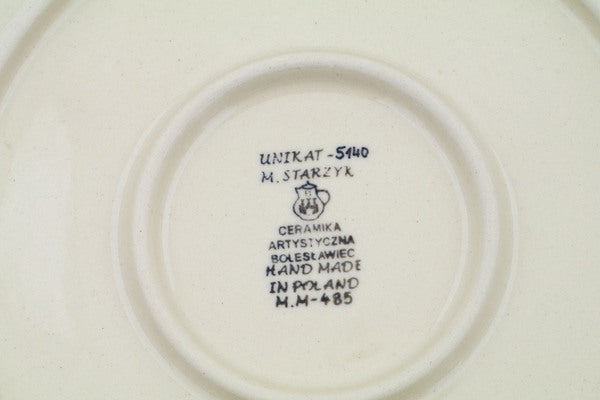 UNIKAT-5140
M. STARZYK
CERAMIKA
ARTYSTYCZNA
BOLESŁAWIEC
HAND MADE
IN POLAND
M.M-485